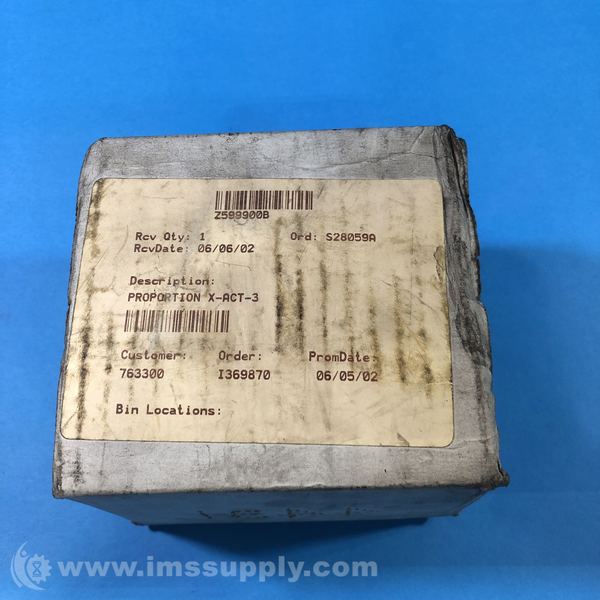 Z599900B
Rcv Qty: 1 Ord: S28059A
RcvDate: 06/06/02
Description:
PROPORTION X-ACT-3
Customer: Order: PromDate:
763300 I369870 06/05/02
Bin Locations:
www.imssupply.com